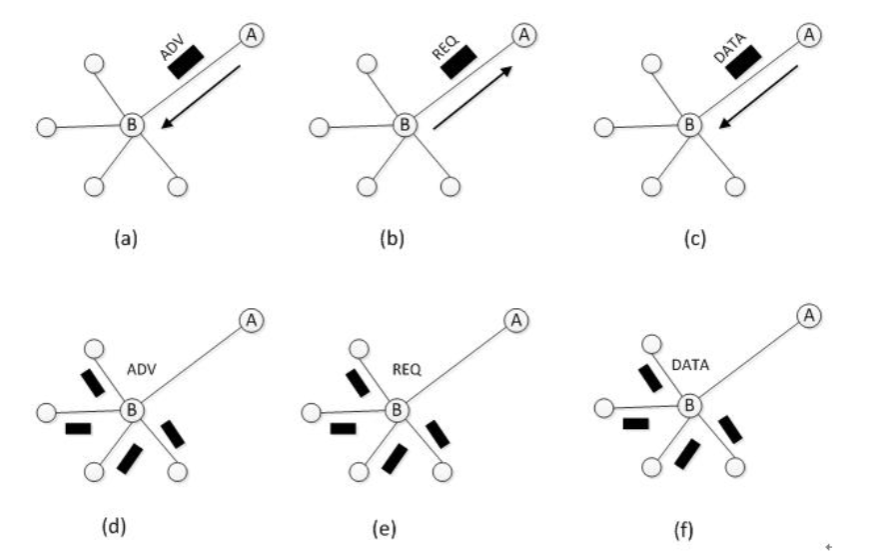 ADV
A
B
(a)
REQ
A
B
(b)
DATA
A
B
(c)
ADV
A
B
(d)
REQ
A
B
(e)
DATA
A
B
(f)